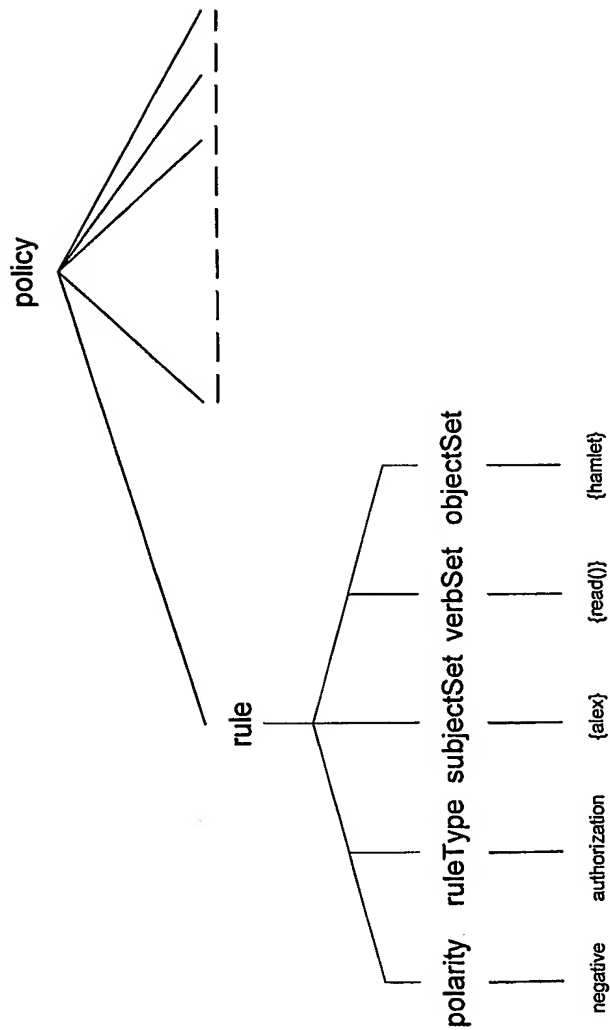 policy
rule
polarity ruleType subjectSet verbSet objectSet
negative authorization {alex} {read()} {hamlet}